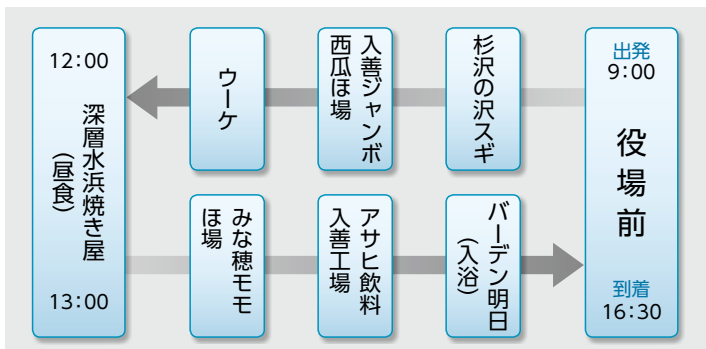 出発
9:00
役場前
到着
16:30
杉沢の沢スギ
入善ジャンボ
西瓜ほ場
ウーケ
12:00
深層水浜焼き屋
（昼食）
13:00
みな穂モモ
ほ場
アサヒ飲料
入善工場
バーデン明日
（入浴）